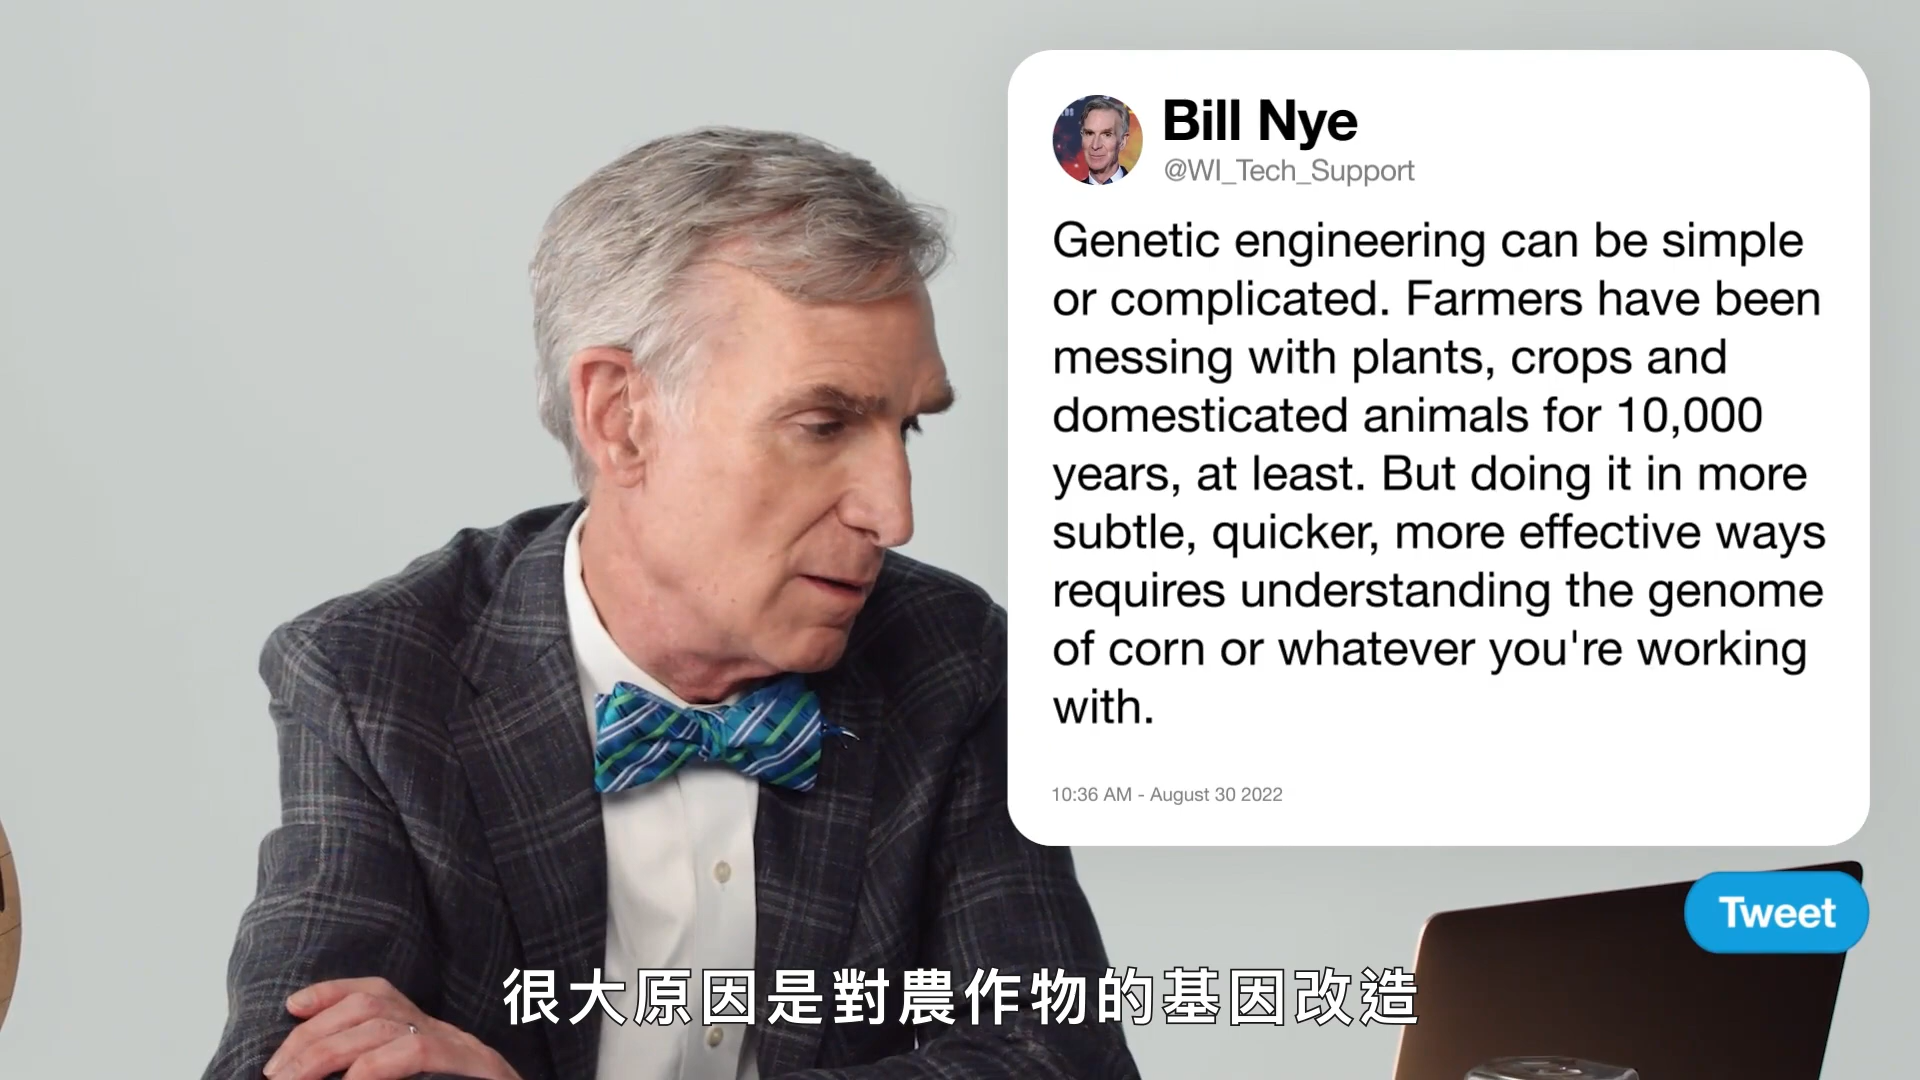 Bill Nye
@WI_Tech_Support
Genetic engineering can be simple
or complicated. Farmers have been
messing with plants, crops and
domesticated animals for 10,000
years, at least. But doing it in more
subtle, quicker, more effective ways
requires understanding the genome
of corn or whatever you're working
with.
10:36 AM - August 30 2022
Tweet
很大原因是對農作物的基因改造